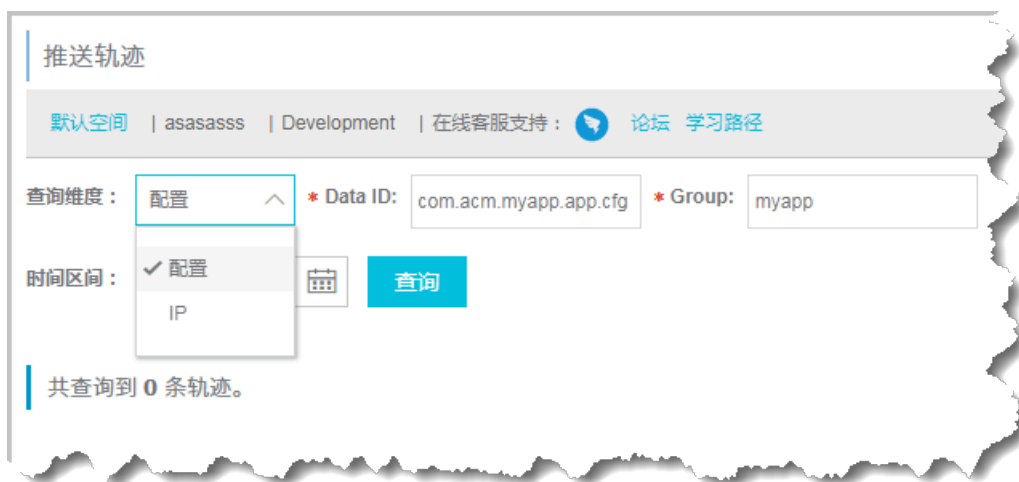 推送轨迹
默认空间 | asasasss | Development | 在线客服支持： 论坛 学习路径
查询维度： 配置 * Data ID: com.acm.myapp.app.cfg * Group: myapp
配置
时间区间： 查询
IP
共查询到 0 条轨迹。